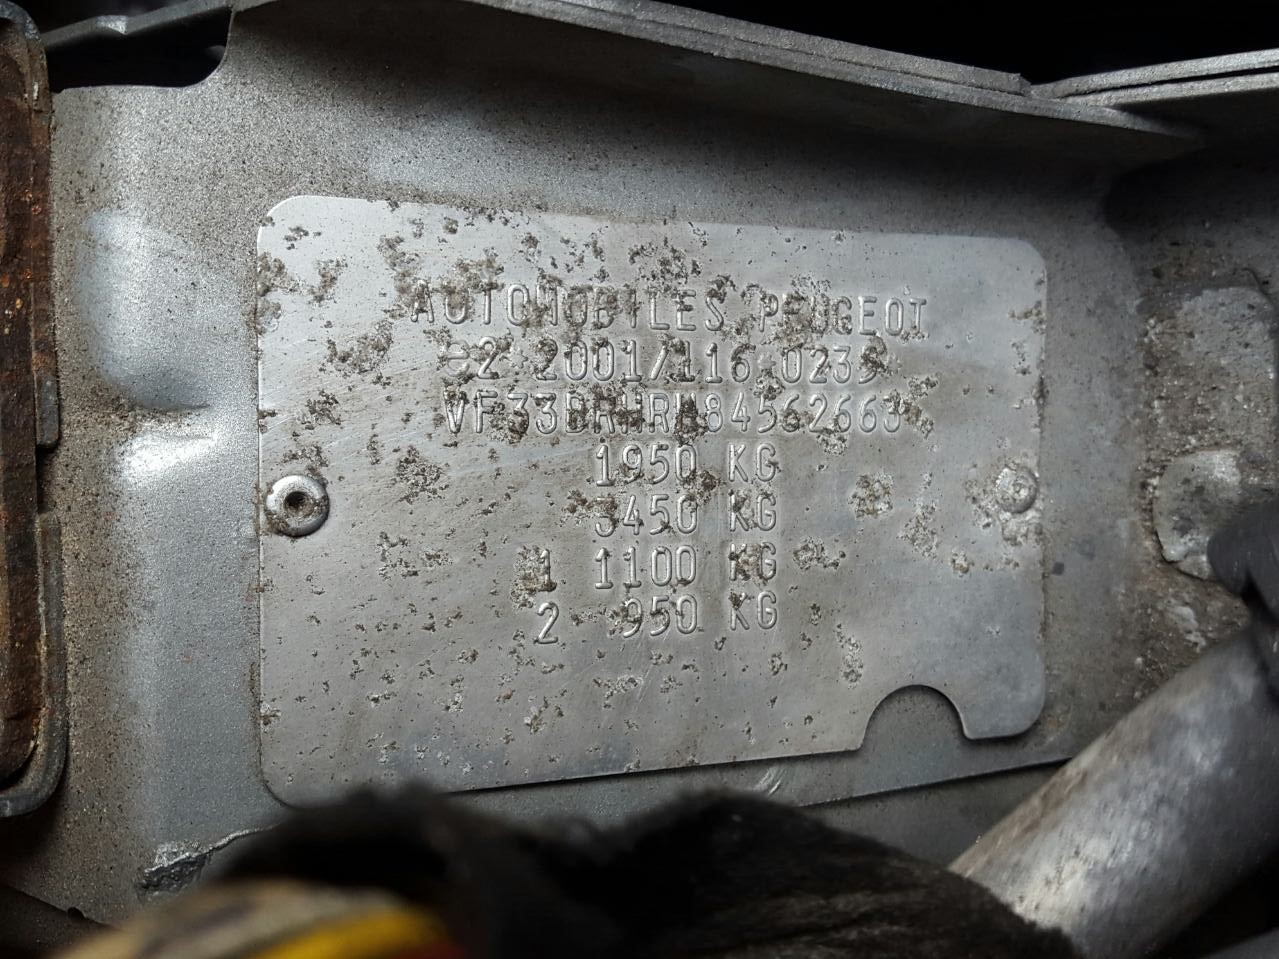 AUTOMOBILES PEUGEOT
e2 2001/116 0239
VF33BRHRH84562663
1950 KG
3450 KG
1 1100 KG
2 950 KG